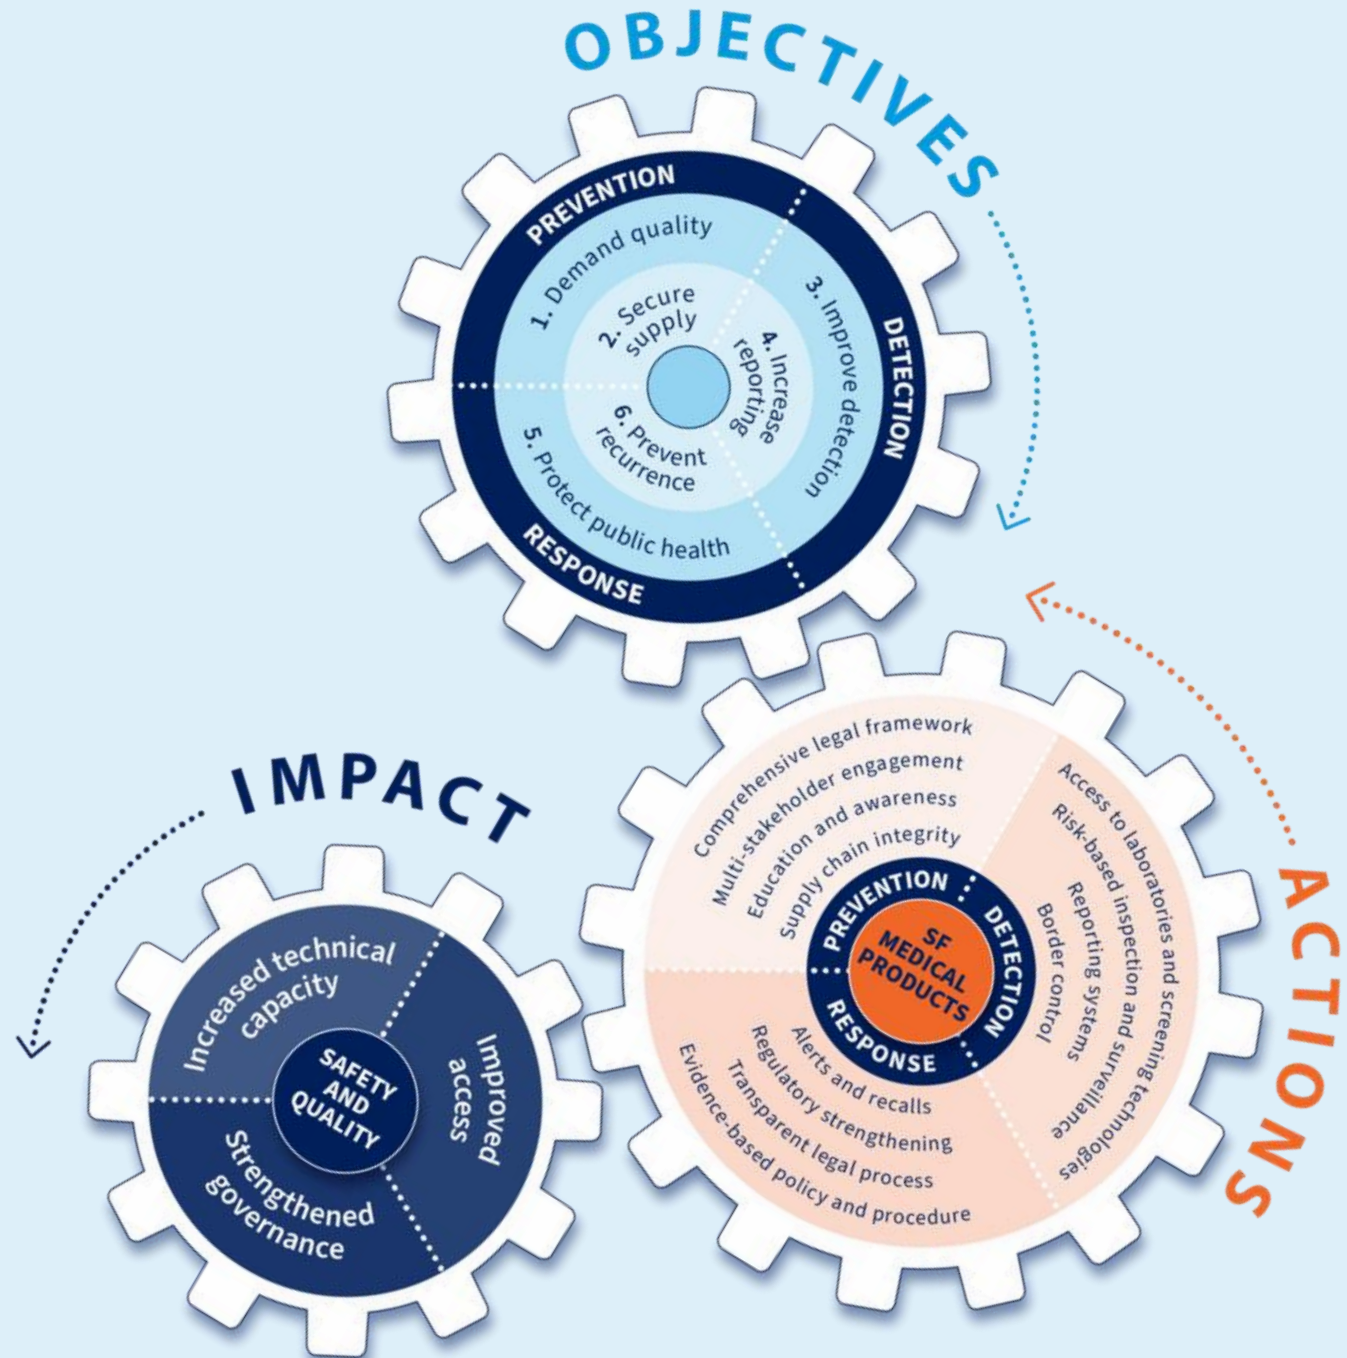 OBJECTIVES
PREVENTION
1. Demand quality
2. Secure
supply
DETECTION
3. Improve detection
4. Increase
reporting
RESPONSE
5. Protect public health
6. Prevent
recurrence
ACTIONS
SF
MEDICAL
PRODUCTS
PREVENTION
Comprehensive legal framework
Multi-stakeholder engagement
Education and awareness
Supply chain integrity
DETECTION
Access to laboratories and screening technologies
Risk-based inspection and surveillance
Reporting systems
Border control
RESPONSE
Alerts and recalls
Regulatory strengthening
Transparent legal process
Evidence-based policy and procedure
IMPACT
SAFETY
AND
QUALITY
Increased technical
capacity
Improved
access
Strengthened
governance